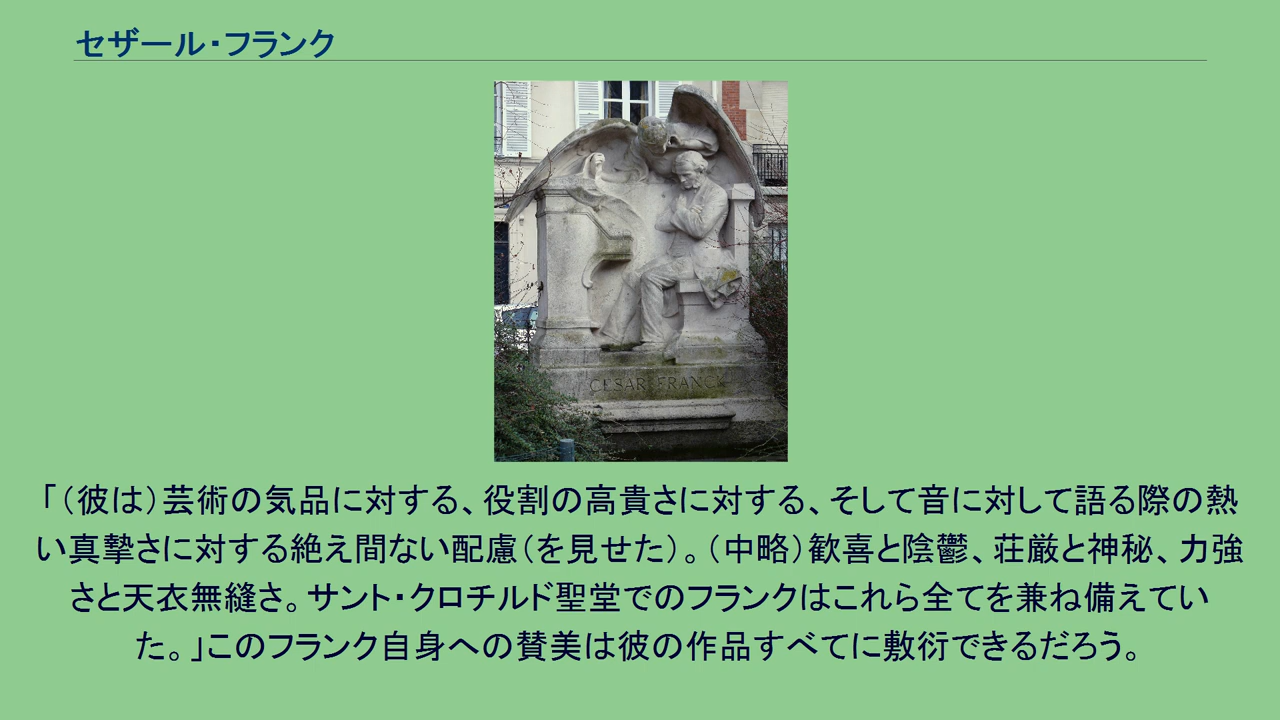 セザール・フランク
CESAR FRANCK
「（彼は）芸術の気品に対する、役割の高貴さに対する、そして音に対して語る際の熱
い真摯さに対する絶え間ない配慮（を見せた）。（中略）歓喜と陰鬱、荘厳と神秘、力強
さと天衣無縫さ。サント・クロチルド聖堂でのフランクはこれら全てを兼ね備えてい
た。」このフランク自身への賛美は彼の作品すべてに敷衍できるだろう。